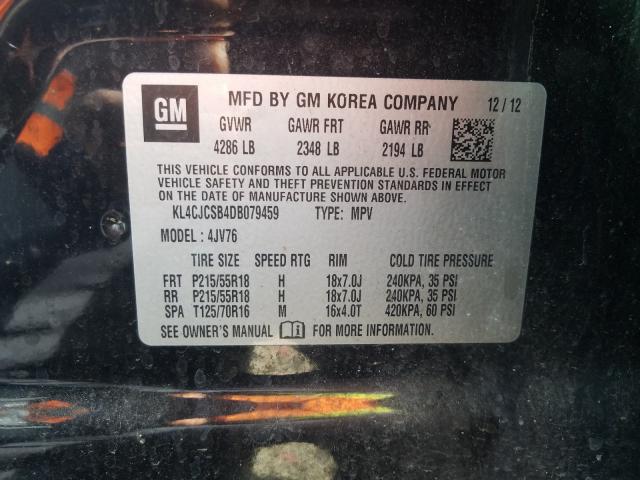 GM MFD BY GM KOREA COMPANY 12/12
GVWR GAWR FRT GAWR RR
4286 LB 2348 LB 2194 LB
THIS VEHICLE CONFORMS TO ALL APPLICABLE U.S. FEDERAL MOTOR
VEHICLE SAFETY AND THEFT PREVENTION STANDARDS IN EFFECT
ON THE DATE OF MANUFACTURE SHOWN ABOVE.
KL4CJCSB4DB079459 TYPE: MPV
MODEL : 4JV76
TIRE SIZE SPEED RTG RIM COLD TIRE PRESSURE
FRT P215/55R18 H 18x7.0J 240KPA, 35 PSI
RR P215/55R18 H 18x7.0J 240KPA, 35 PSI
SPA T125/70R16 M 16x4.0T 420KPA, 60 PSI
SEE OWNER'S MANUAL FOR MORE INFORMATION.